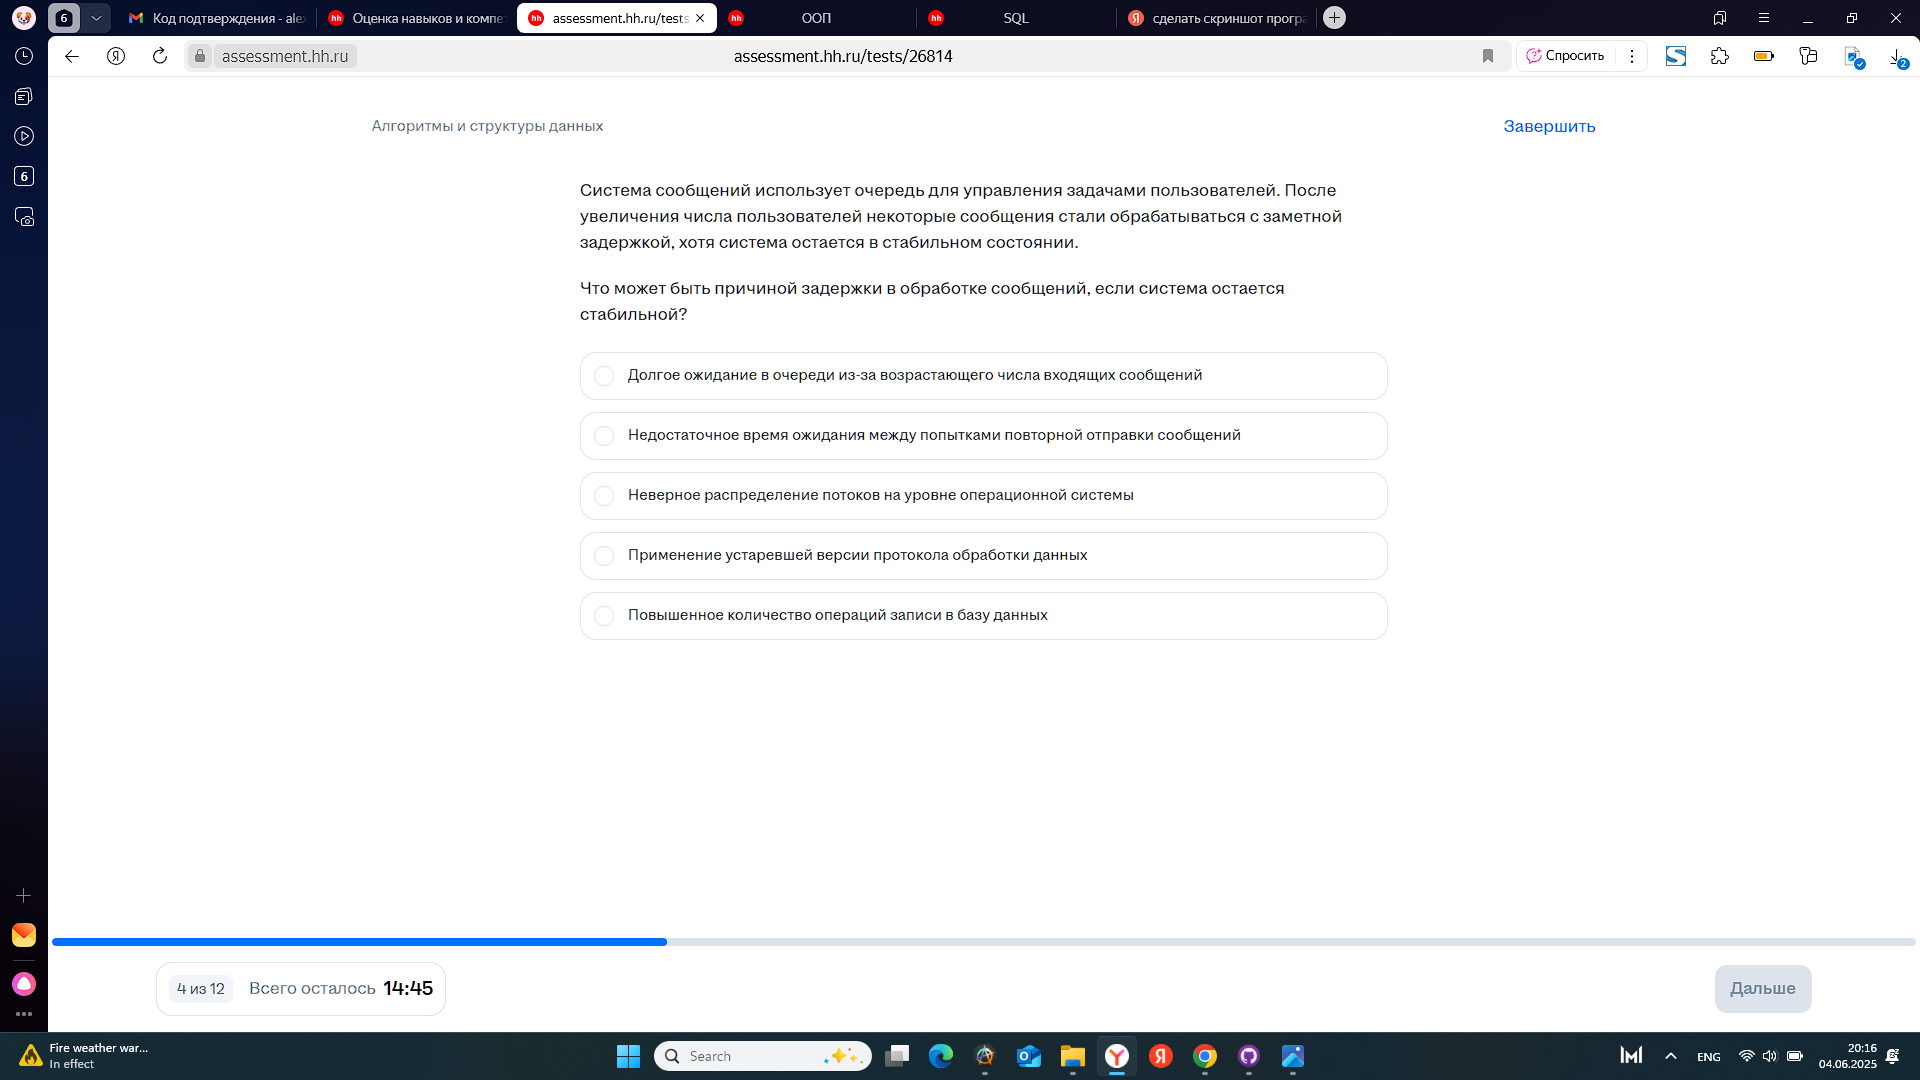 6
Код подтверждения - ale
Оценка навыков и компе
assessment.hh.ru/tests
ООП
SQL
сделать скриншот програ
assessment.hh.ru
assessment.hh.ru/tests/26814
Спросить
2
6
Алгоритмы и структуры данных
Завершить
Система сообщений использует очередь для управления задачами пользователей. После
увеличения числа пользователей некоторые сообщения стали обрабатываться с заметной
задержкой, хотя система остается в стабильном состоянии.
Что может быть причиной задержки в обработке сообщений, если система остается
стабильной?
Долгое ожидание в очереди из-за возрастающего числа входящих сообщений
Недостаточное время ожидания между попытками повторной отправки сообщений
Неверное распределение потоков на уровне операционной системы
Применение устаревшей версии протокола обработки данных
Повышенное количество операций записи в базу данных
4 из 12
Всего осталось 14:45
Дальше
Fire weather war...
In effect
Search
ENG
20:16
04.06.2025